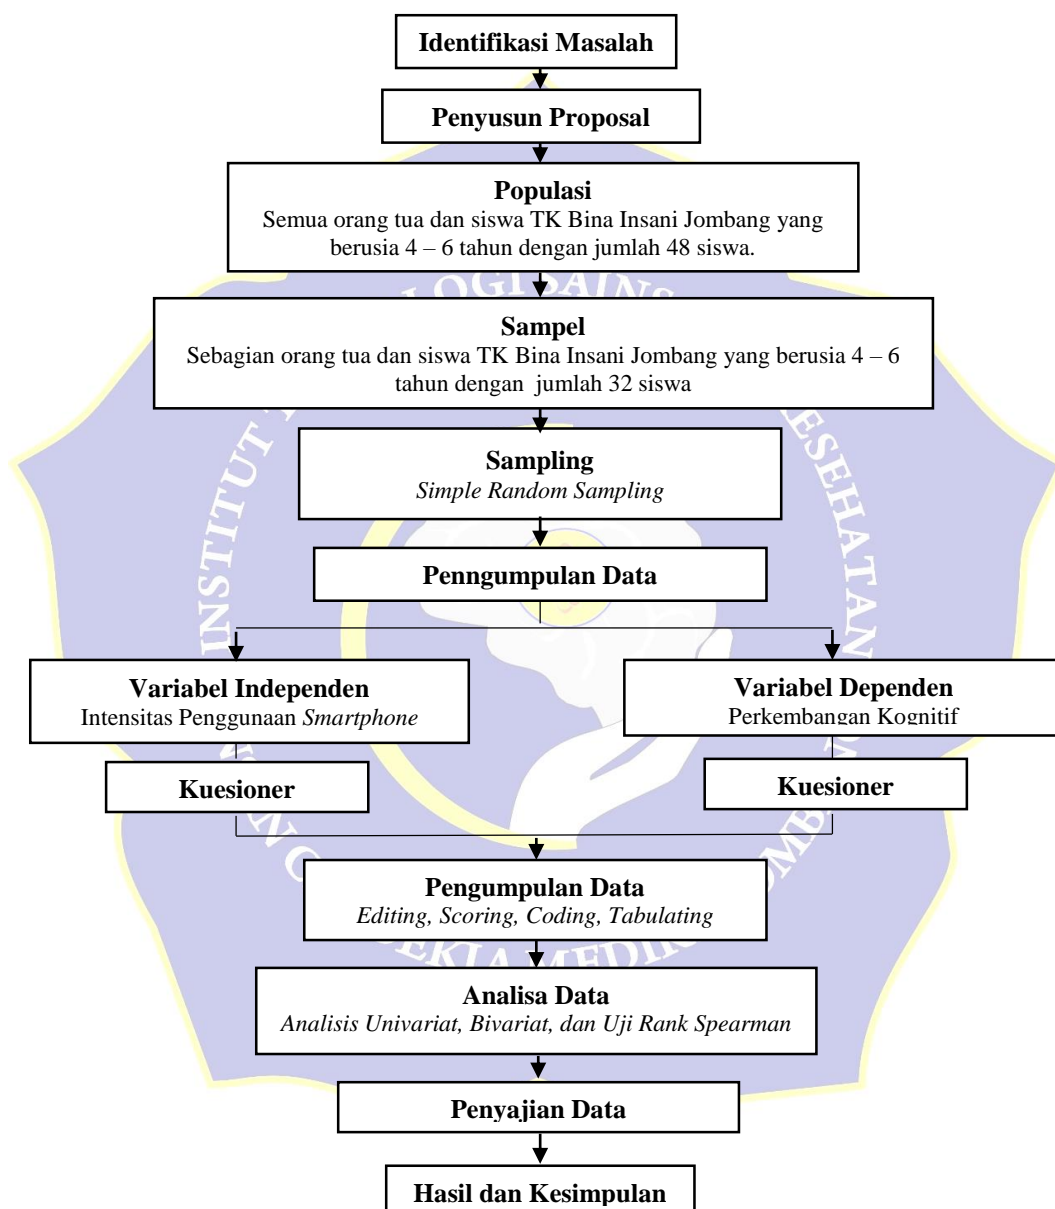 Identifikasi Masalah
Penyusun Proposal
Populasi
Semua orang tua dan siswa TK Bina Insani Jombang yang
berusia 4 – 6 tahun dengan jumlah 48 siswa.
LOGI SAINS
Sampel
Sebagian orang tua dan siswa TK Bina Insani Jombang yang berusia 4 – 6
tahun dengan jumlah 32 siswa
INSTITUT T
KESEHATAN
Sampling
Simple Random Sampling
Penngumpulan Data
Variabel Independen
Intensitas Penggunaan Smartphone
Variabel Dependen
Perkembangan Kognitif
Kuesioner
Kuesioner
Pengumpulan Data
Editing, Scoring, Coding, Tabulating
Analisa Data
Analisis Univariat, Bivariat, dan Uji Rank Spearman
Penyajian Data
Hasil dan Kesimpulan